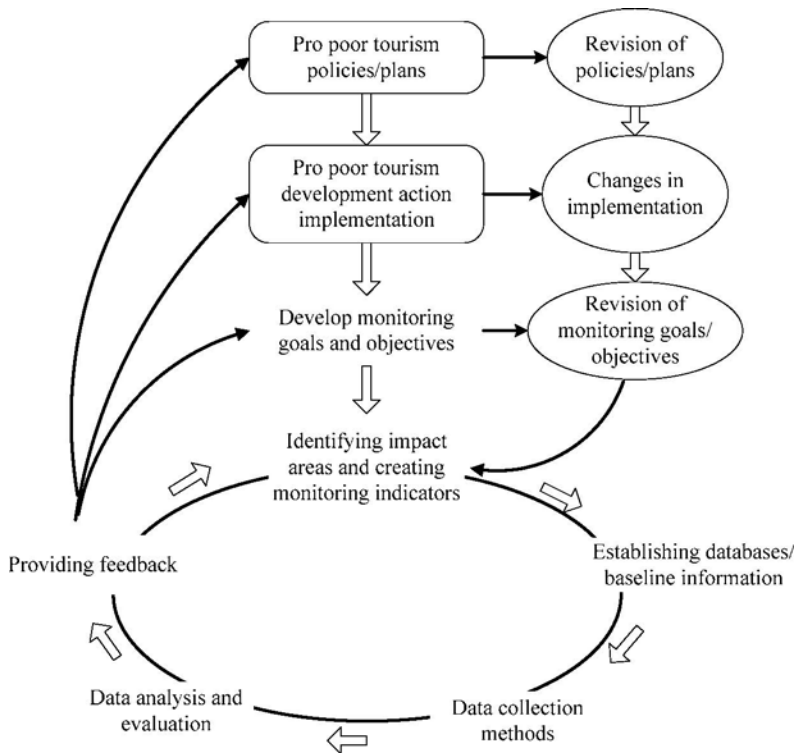 Pro poor tourism
policies/plans
Revision of
policies/plans
Pro poor tourism
development action
implementation
Changes in
implementation
Develop monitoring
goals and objectives
Revision of
monitoring goals/
objectives
Identifying impact
areas and creating
monitoring indicators
Providing feedback
Establishing databases/
baseline information
Data analysis and
evaluation
Data collection
methods